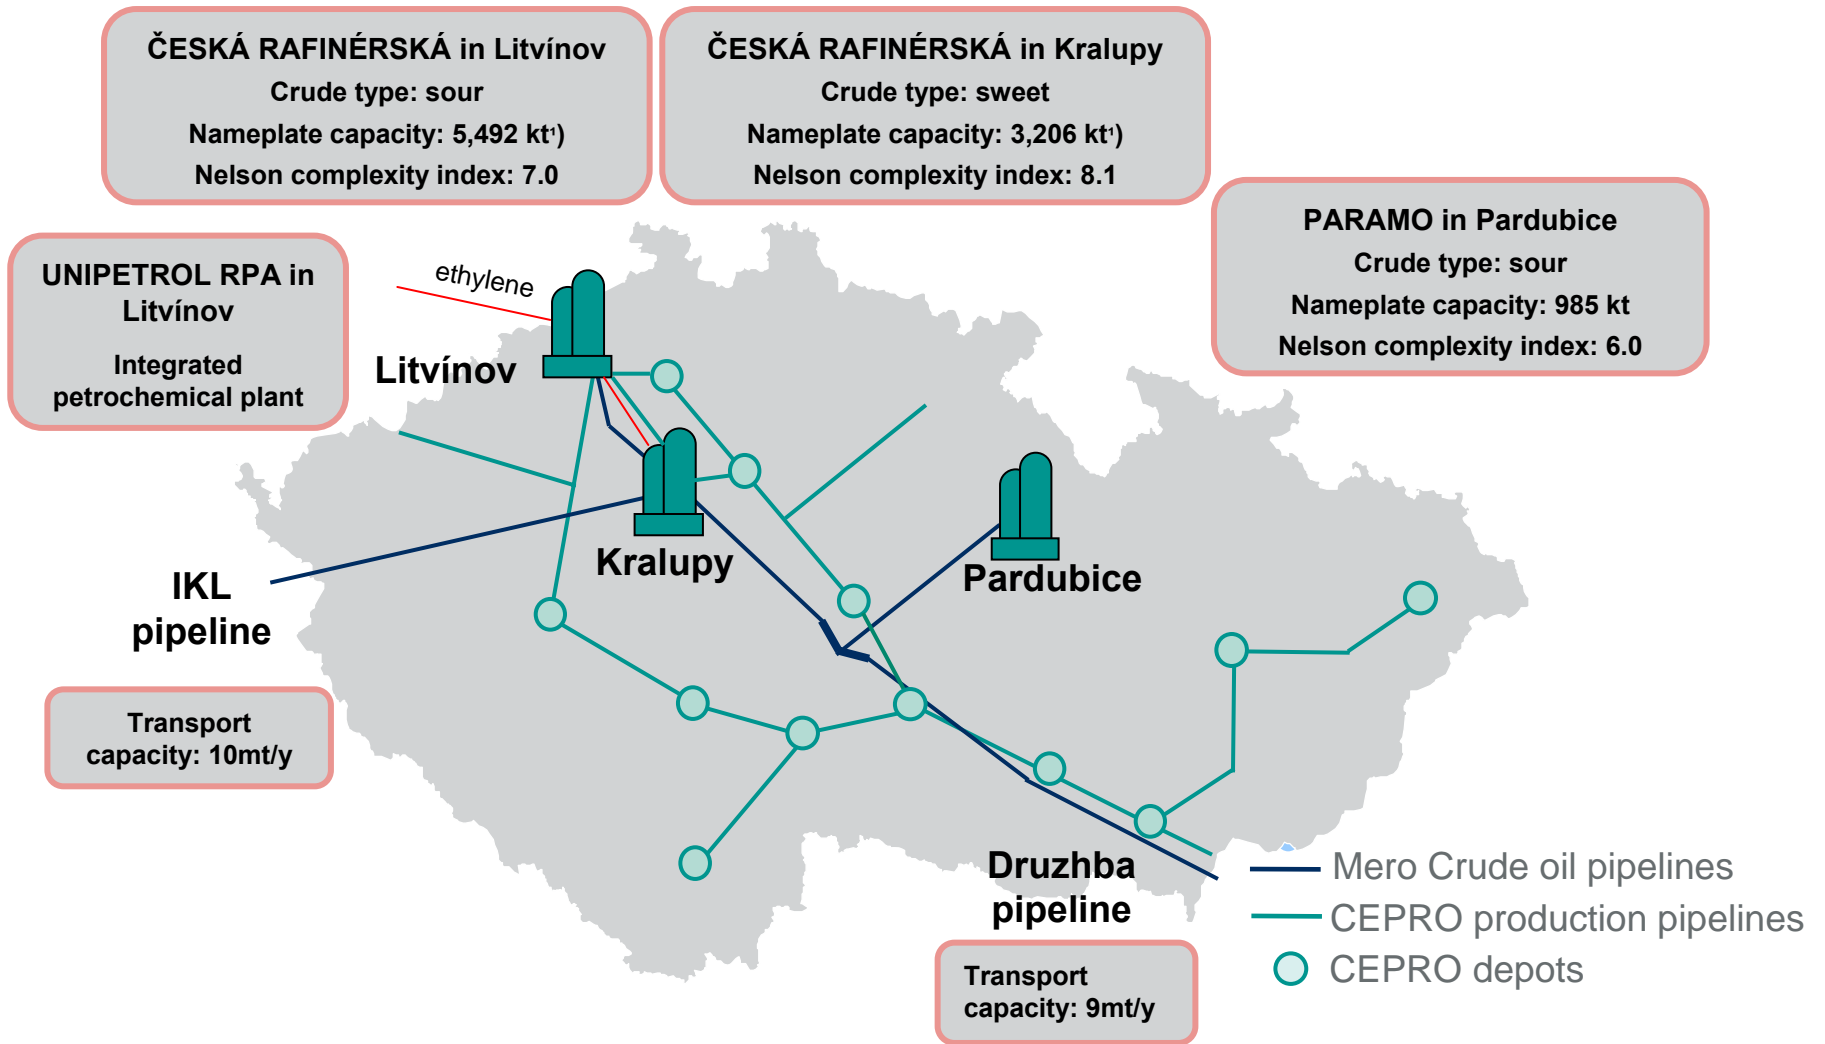 ČESKÁ RAFINÉRSKÁ in Litvínov
Crude type: sour
Nameplate capacity: 5,492 kt¹)
Nelson complexity index: 7.0
ČESKÁ RAFINÉRSKÁ in Kralupy
Crude type: sweet
Nameplate capacity: 3,206 kt¹)
Nelson complexity index: 8.1
PARAMO in Pardubice
Crude type: sour
Nameplate capacity: 985 kt
Nelson complexity index: 6.0
UNIPETROL RPA in
Litvínov
Integrated
petrochemical plant
ethylene
Litvínov
Kralupy
Pardubice
IKL
pipeline
Transport
capacity: 10mt/y
Druzhba
pipeline
Transport
capacity: 9mt/y
Mero Crude oil pipelines
CEPRO production pipelines
CEPRO depots